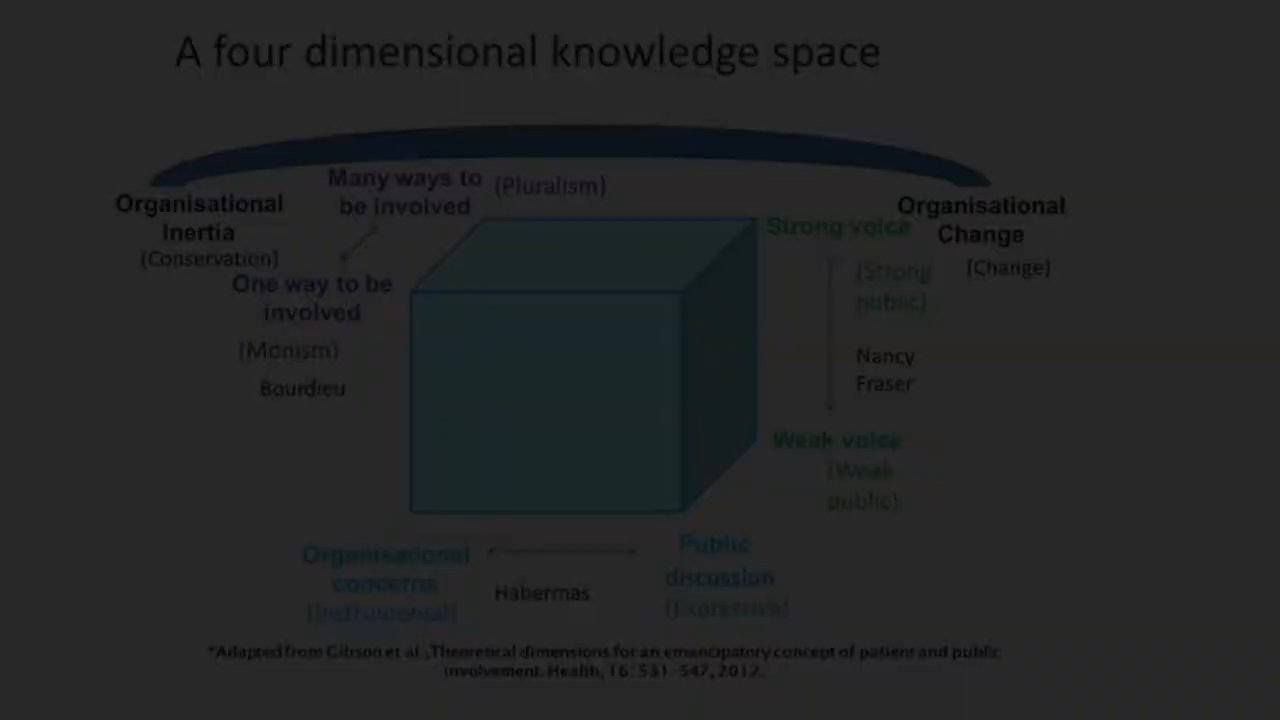 A four dimensional knowledge space
Many ways to
be involved
(Pluralism)
Organisational
Inertia
(Conservation)
Organisational
Change
(Change)
Strong voice
(Strong
public)
One way to be
involved
(Monism)
Bourdieu
Nancy
Fraser
Weak voice
(Weak
public)
Organisational
concerns
(Instrumental)
Habermas
Public
discussion
(Expressive)
*Adapted from Gibson et al., Theoretical dimensions for an emancipatory concept of patient and public
involvement. Health, 16: 531-547, 2012.